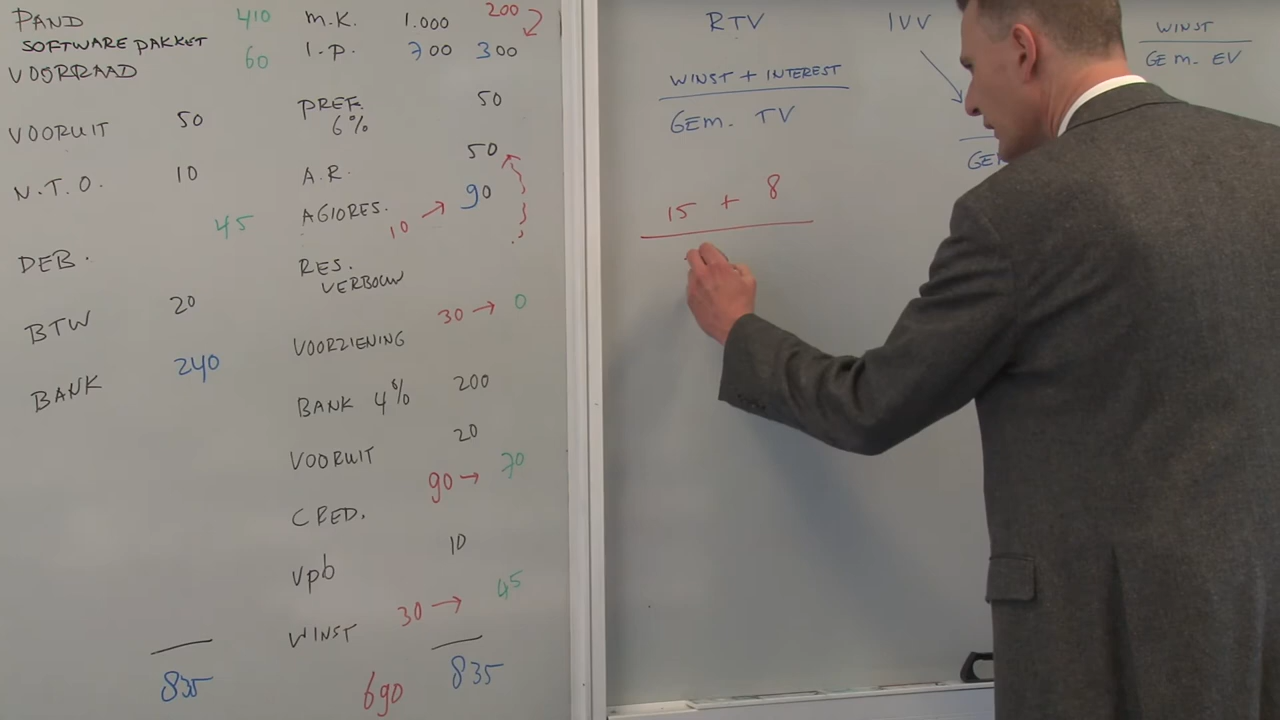 PAND 410
SOFTWARE PAKKET
VOORRAAD 60
VOORUIT 50
N.T.O. 10
45
DEB.
BTW 20
BANK 240
835
M.K. 1.000 200
I.P. 700 300
PREF. 50
6%
A.R. 50
AGIORES. 10 → 90
RES.
VERBOUW
VOORZIENING 30 → 0
BANK 4% 200
VOORUIT 20
CRED. 90 → 70
Vpb 10
WINST 30 → 45
690 835
RTV
WINST + INTEREST
GEM. TV
15 + 8
IVV
WINST
GEM. EV